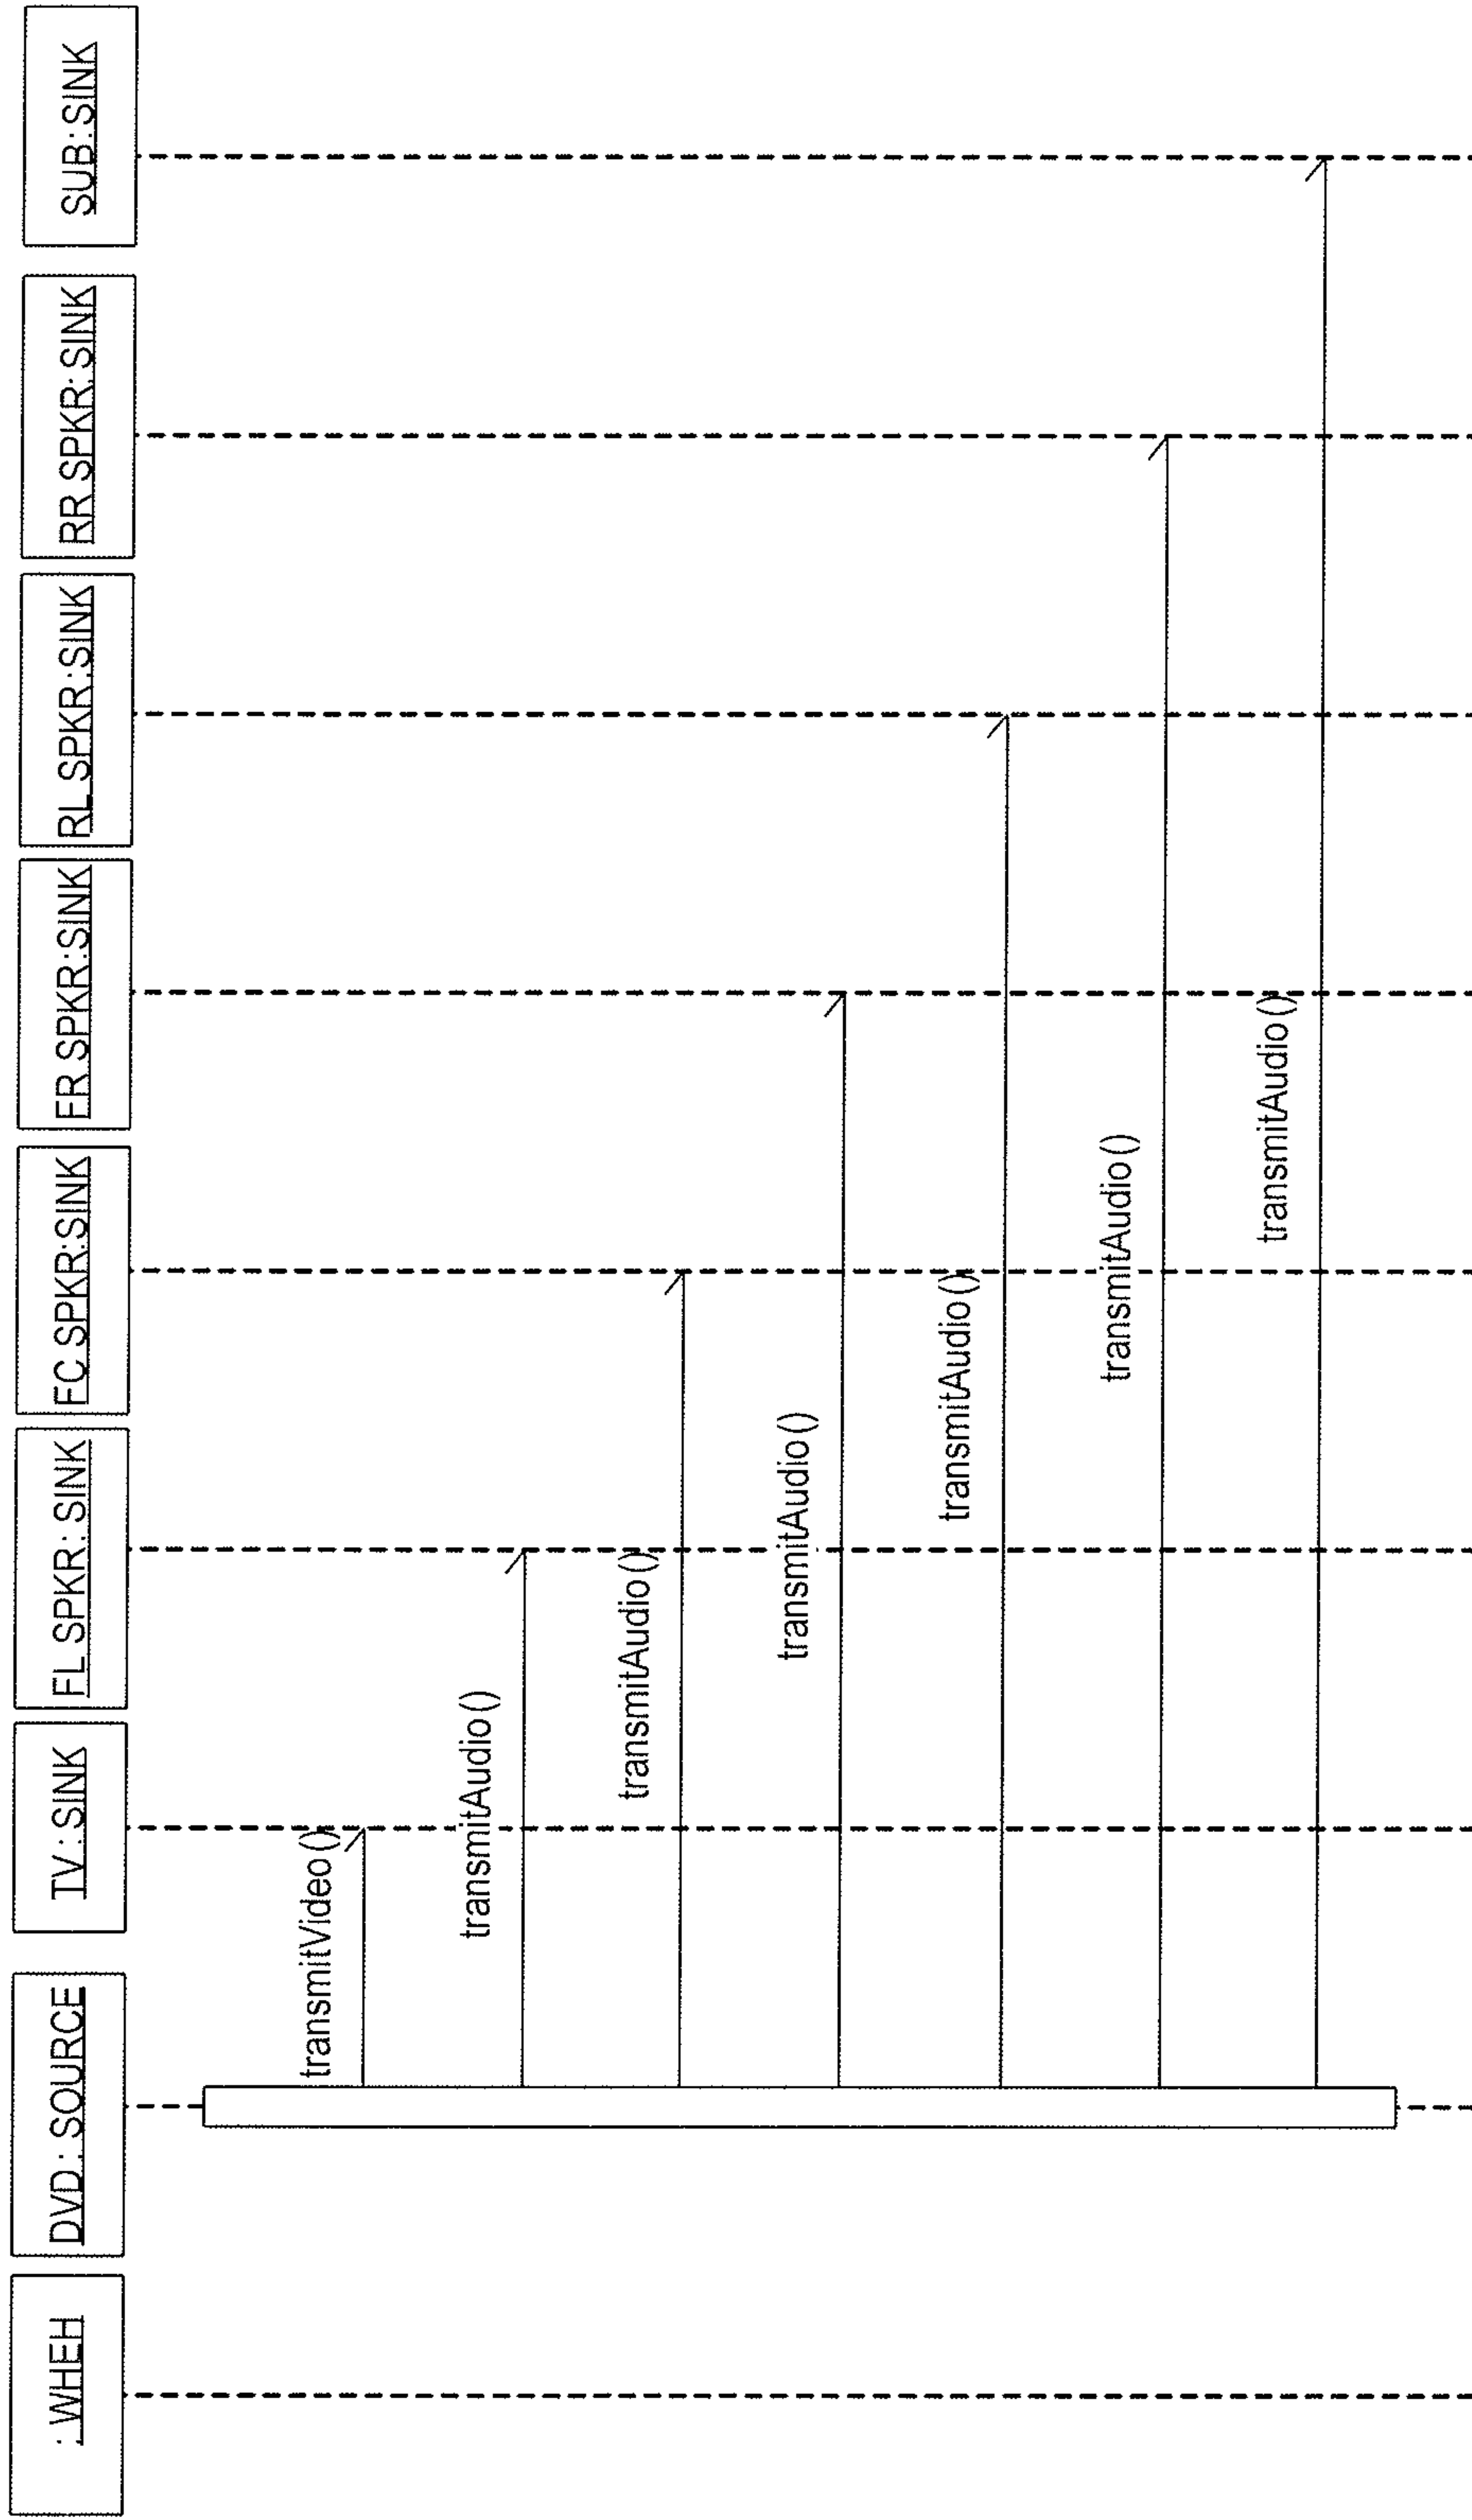 : WHEH
DVD : SOURCE
TV : SINK
FL SPKR : SINK
FC SPKR:SINK
FR SPKR:SINK
RL SPKR:SINK
RR SPKR: SINK
SUB:SINK
transmitVideo()
transmitAudio()
transmitAudio()
transmitAudio()
transmitAudio()
transmitAudio()
transmitAudio()